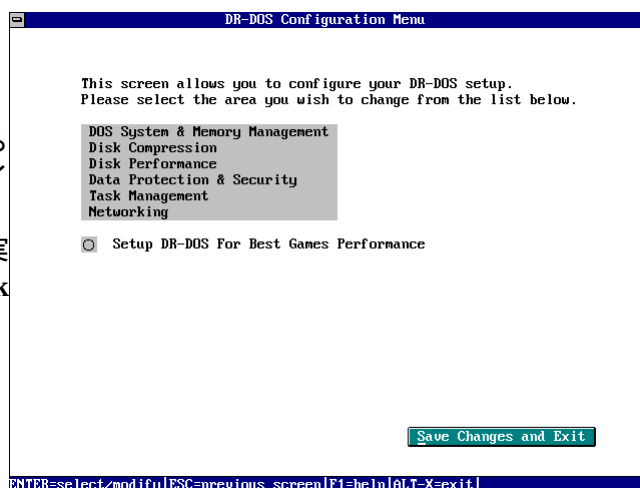 DR-DOS Configuration Menu
This screen allows you to configure your DR-DOS setup.
Please select the area you wish to change from the list below.
DOS System & Memory Management
Disk Compression
Disk Performance
Data Protection & Security
Task Management
Networking
Setup DR-DOS For Best Games Performance
Save Changes and Exit
ENTER=select/modify|ESC=previous screen|F1=help|ALT-X=exit|